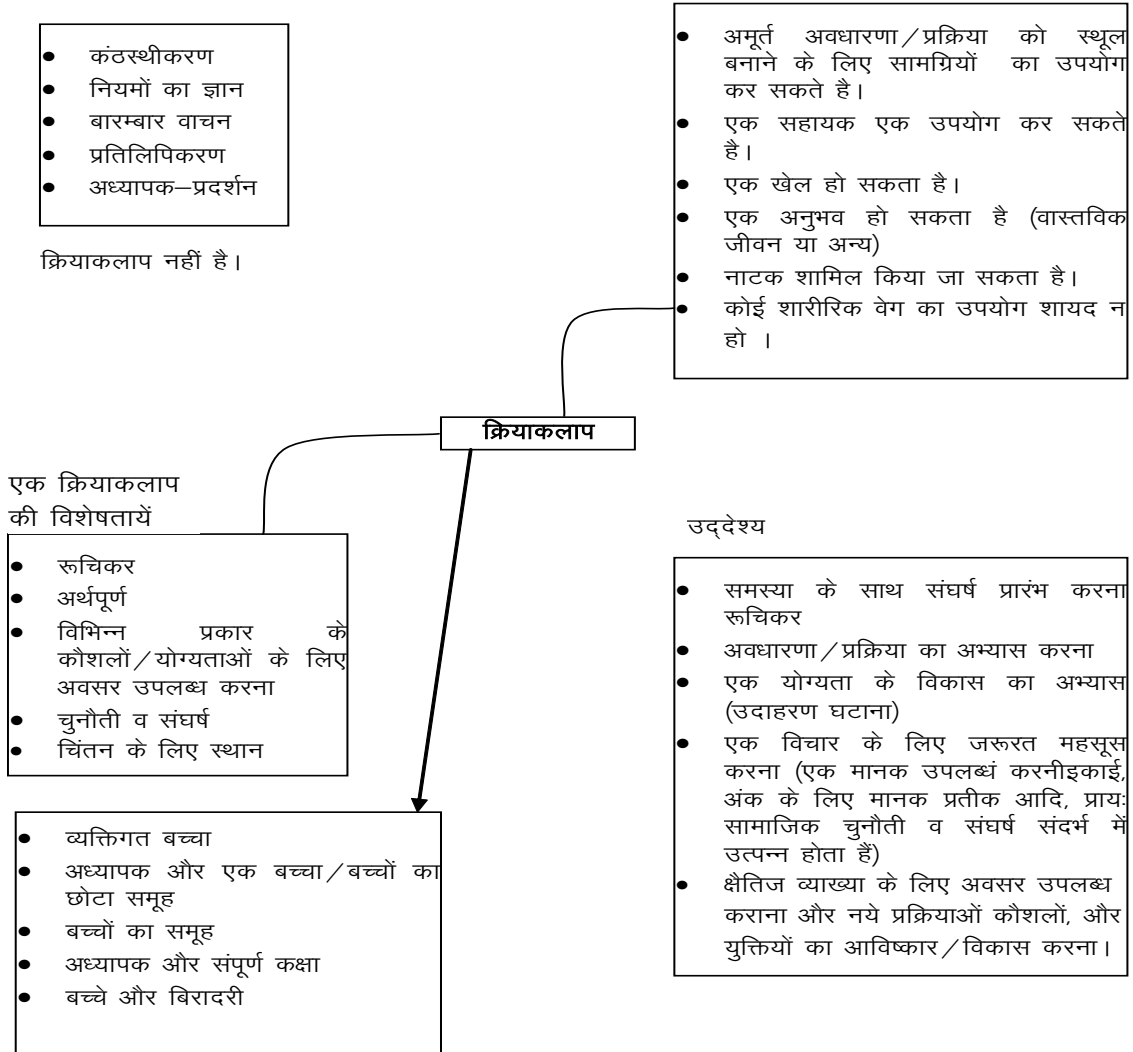 • कंठस्थीकरण
• नियमों का ज्ञान
• बारम्बार वाचन
• प्रतिलिपिकरण
• अध्यापक–प्रदर्शन
क्रियाकलाप नहीं है।
• अमूर्त अवधारणा/प्रक्रिया को स्थूल
बनाने के लिए सामग्रियों का उपयोग
कर सकते है।
• एक सहायक एक उपयोग कर सकते
है।
• एक खेल हो सकता है।
• एक अनुभव हो सकता है (वास्तविक
जीवन या अन्य)
• नाटक शामिल किया जा सकता है।
• कोई शारीरिक वेग का उपयोग शायद न
हो ।
क्रियाकलाप
एक क्रियाकलाप
की विशेषतायें
• रूचिकर
• अर्थपूर्ण
• विभिन्न प्रकार के
कौशलों/योग्यताओं के लिए
अवसर उपलब्ध करना
• चुनौती व संघर्ष
• चिंतन के लिए स्थान
• व्यक्तिगत बच्चा
• अध्यापक और एक बच्चा/बच्चों का
छोटा समूह
• बच्चों का समूह
• अध्यापक और संपूर्ण कक्षा
• बच्चे और बिरादरी
उद्देश्य
• समस्या के साथ संघर्ष प्रारंभ करना
रूचिकर
• अवधारणा/प्रक्रिया का अभ्यास करना
• एक योग्यता के विकास का अभ्यास
(उदाहरण घटाना)
• एक विचार के लिए जरूरत महसूस
करना (एक मानक उपलब्धं करनीइकाई,
अंक के लिए मानक प्रतीक आदि, प्रायः
सामाजिक चुनौती व संघर्ष संदर्भ में
उत्पन्न होता हैं)
• क्षैतिज व्याख्या के लिए अवसर उपलब्ध
कराना और नये प्रक्रियाओं कौशलों, और
युक्तियों का आविष्कार/विकास करना।